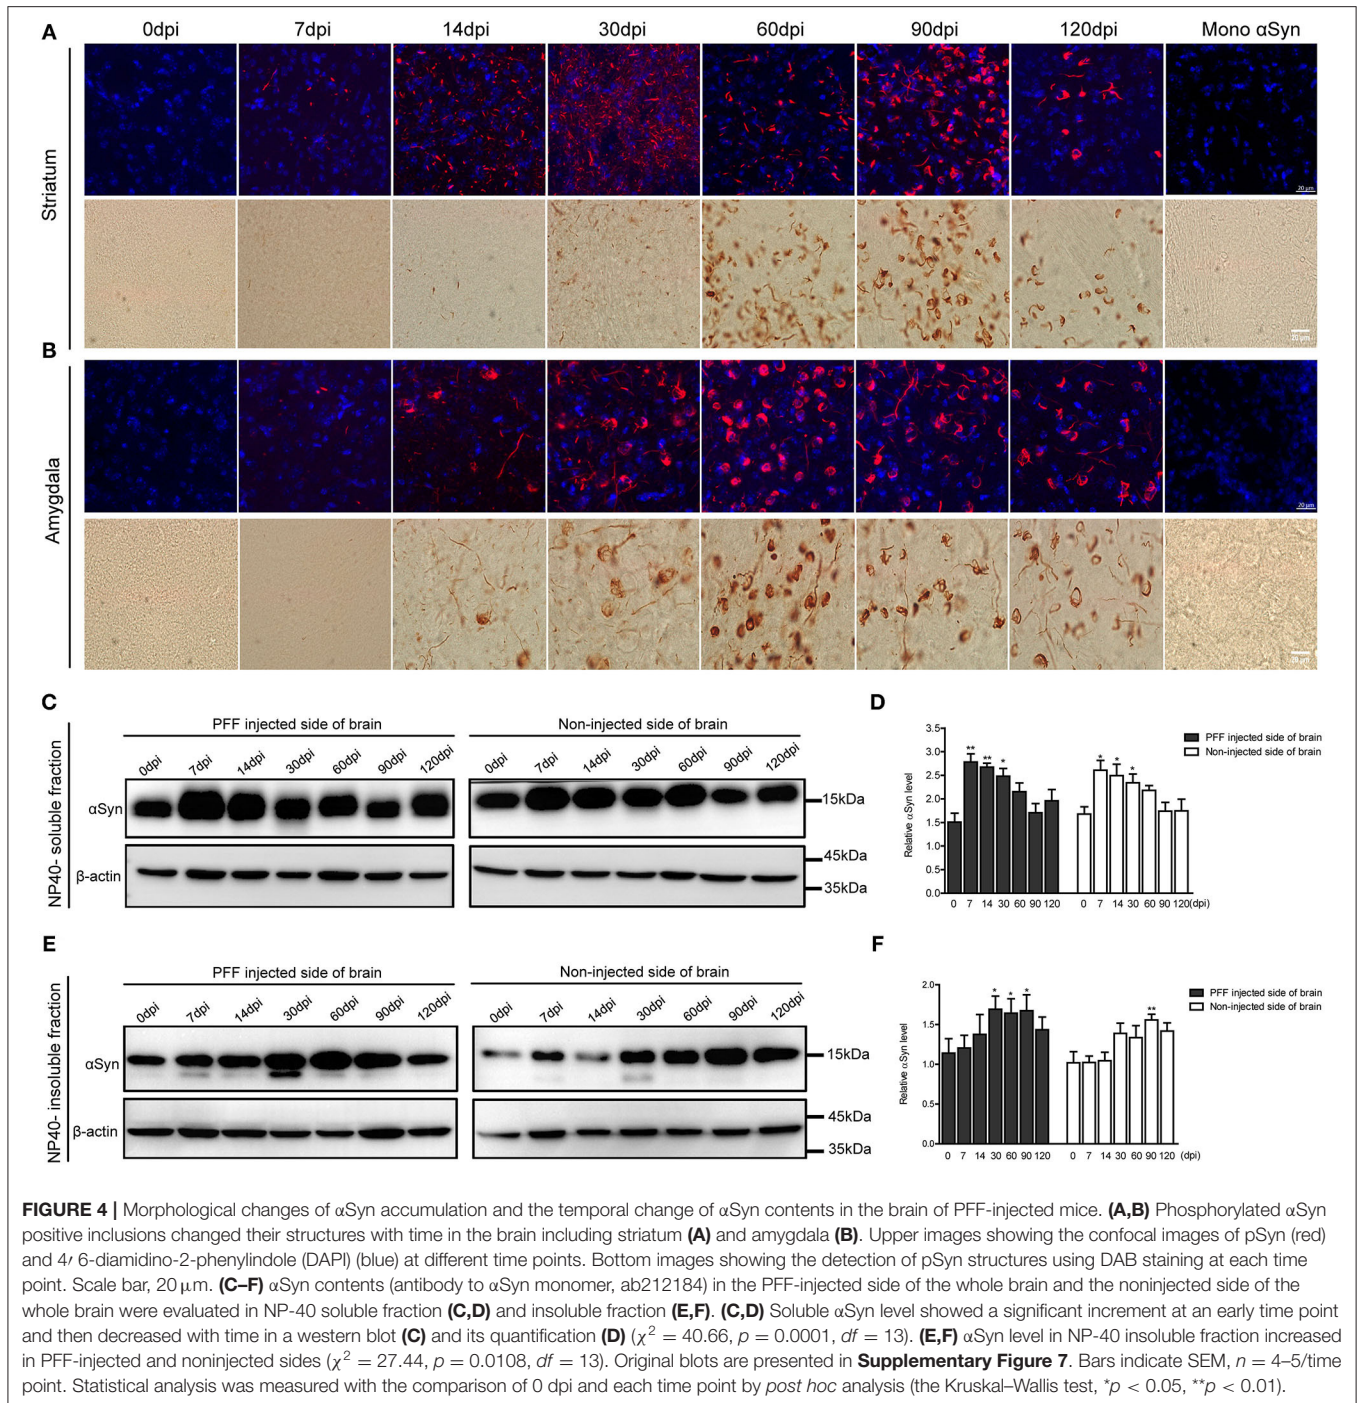 A
0dpi 7dpi 14dpi 30dpi 60dpi 90dpi 120dpi Mono αSyn
Striatum
20 μm
20 μm
B
Amygdala
20 μm
20 μm
C
PFF injected side of brain Non-injected side of brain
0dpi 7dpi 14dpi 30dpi 60dpi 90dpi 120dpi 0dpi 7dpi 14dpi 30dpi 60dpi 90dpi 120dpi
NP40- soluble fraction
αSyn 15kDa
β-actin 45kDa
35kDa
D
PFF injected side of brain
Non-injected side of brain
Relative αSyn level
3.5
3.0
2.5
2.0
1.5
1.0
0.5
0.0
** ** * * * *
0 7 14 30 60 90 120 0 7 14 30 60 90 120(dpi)
E
PFF injected side of brain Non-injected side of brain
0dpi 7dpi 14dpi 30dpi 60dpi 90dpi 120dpi 0dpi 7dpi 14dpi 30dpi 60dpi 90dpi 120dpi
NP40- insoluble fraction
αSyn 15kDa
β-actin 45kDa
35kDa
F
PFF injected side of brain
Non-injected side of brain
Relative αSyn level
2.0
1.5
1.0
0.5
0.0
* * * **
0 7 14 30 60 90 120 0 7 14 30 60 90 120 (dpi)
FIGURE 4 | Morphological changes of αSyn accumulation and the temporal change of αSyn contents in the brain of PFF-injected mice. (A,B) Phosphorylated αSyn
positive inclusions changed their structures with time in the brain including striatum (A) and amygdala (B). Upper images showing the confocal images of pSyn (red)
and 4′ 6-diamidino-2-phenylindole (DAPI) (blue) at different time points. Bottom images showing the detection of pSyn structures using DAB staining at each time
point. Scale bar, 20 μm. (C–F) αSyn contents (antibody to αSyn monomer, ab212184) in the PFF-injected side of the whole brain and the noninjected side of the
whole brain were evaluated in NP-40 soluble fraction (C,D) and insoluble fraction (E,F). (C,D) Soluble αSyn level showed a significant increment at an early time point
and then decreased with time in a western blot (C) and its quantification (D) (χ² = 40.66, p = 0.0001, df = 13). (E,F) αSyn level in NP-40 insoluble fraction increased
in PFF-injected and noninjected sides (χ² = 27.44, p = 0.0108, df = 13). Original blots are presented in Supplementary Figure 7. Bars indicate SEM, n = 4–5/time
point. Statistical analysis was measured with the comparison of 0 dpi and each time point by post hoc analysis (the Kruskal–Wallis test, *p < 0.05, **p < 0.01).